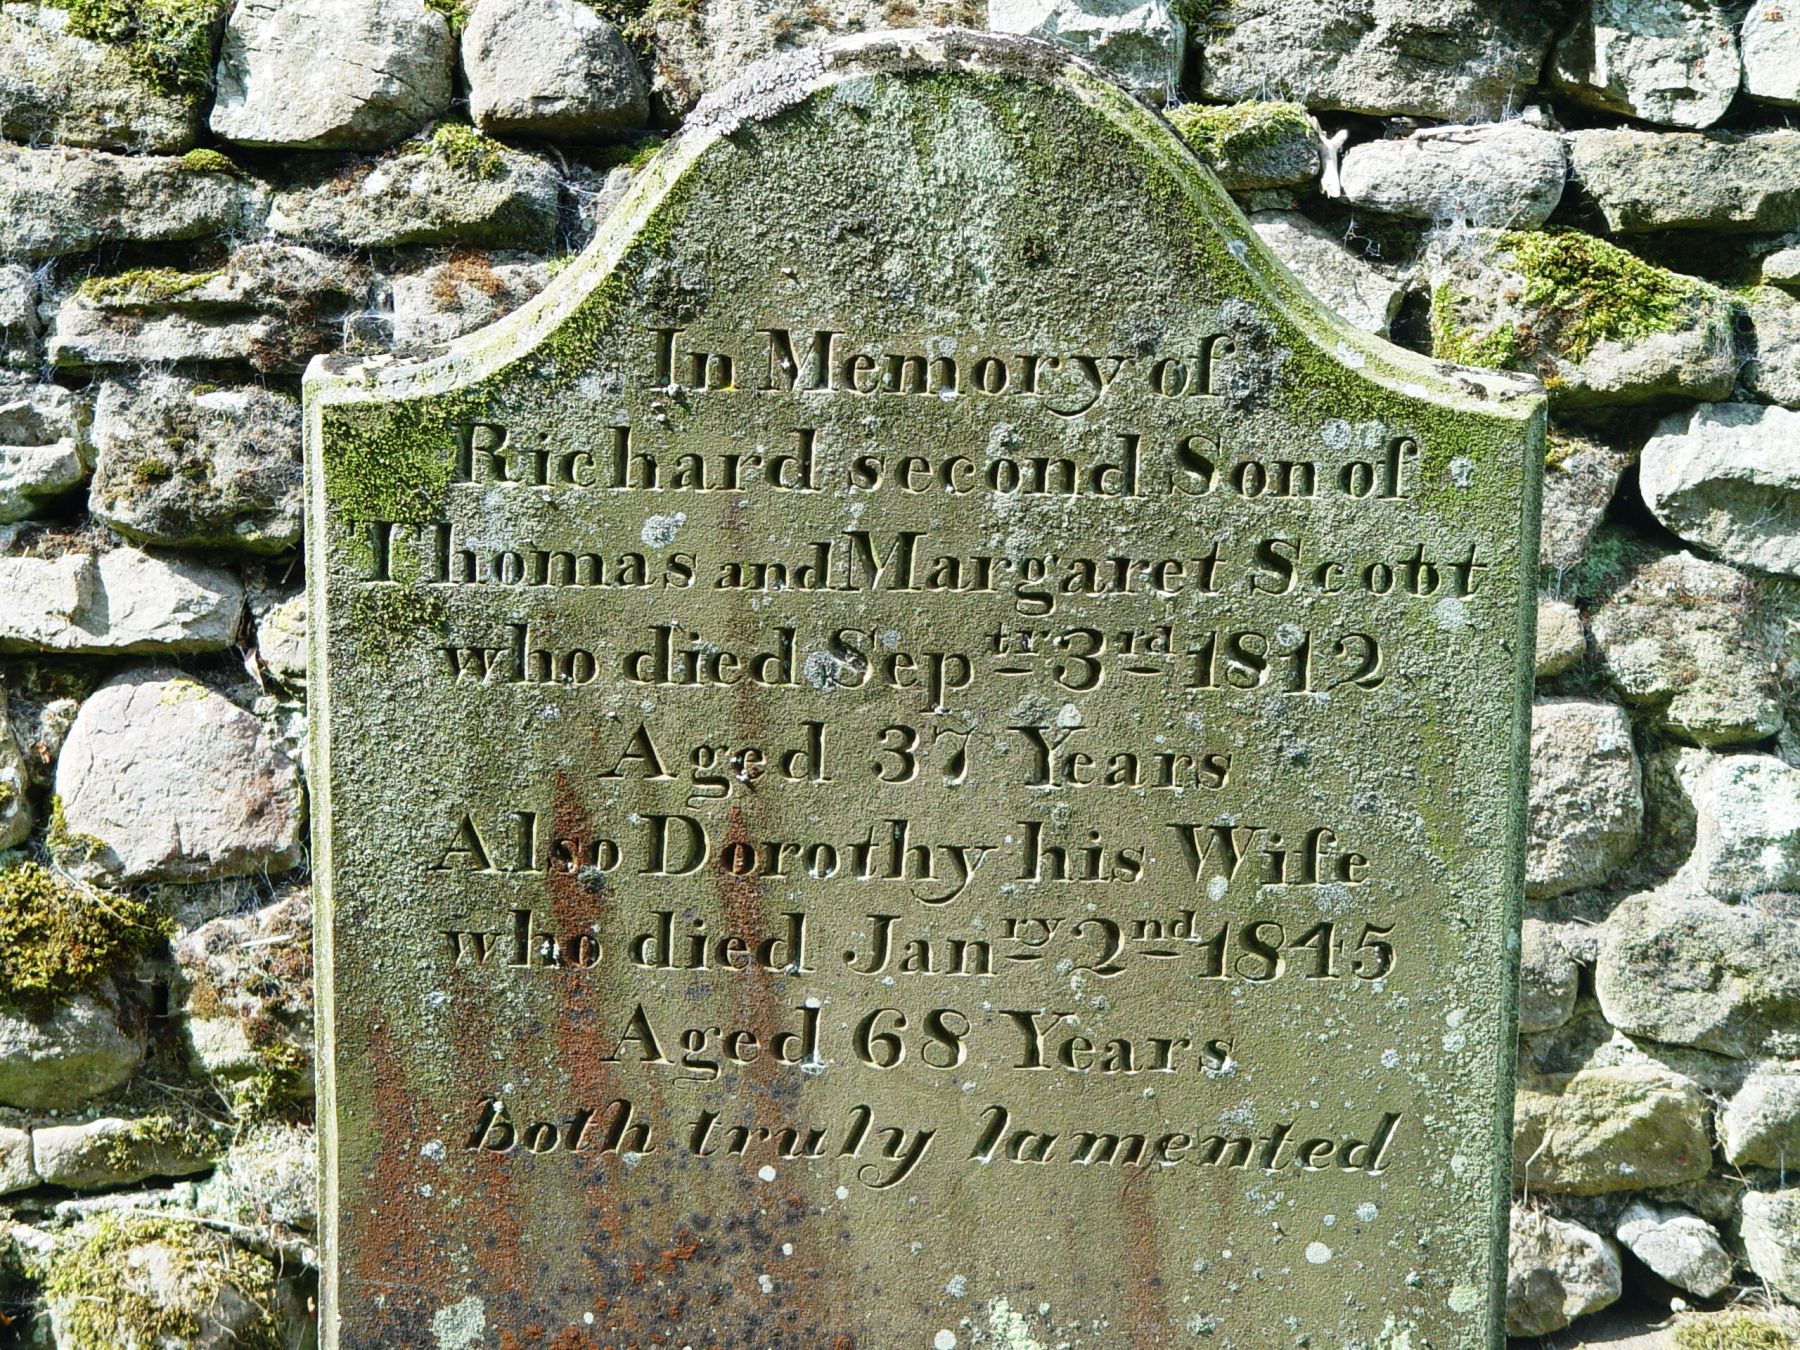 In Memory of
Richard second Son of
Thomas and Margaret Scott
who died Sepᵗʳ 3ʳᵈ 1812
Aged 37 Years
Also Dorothy his Wife
who died Janʳʸ 2ⁿᵈ 1845
Aged 68 Years
both truly lamented